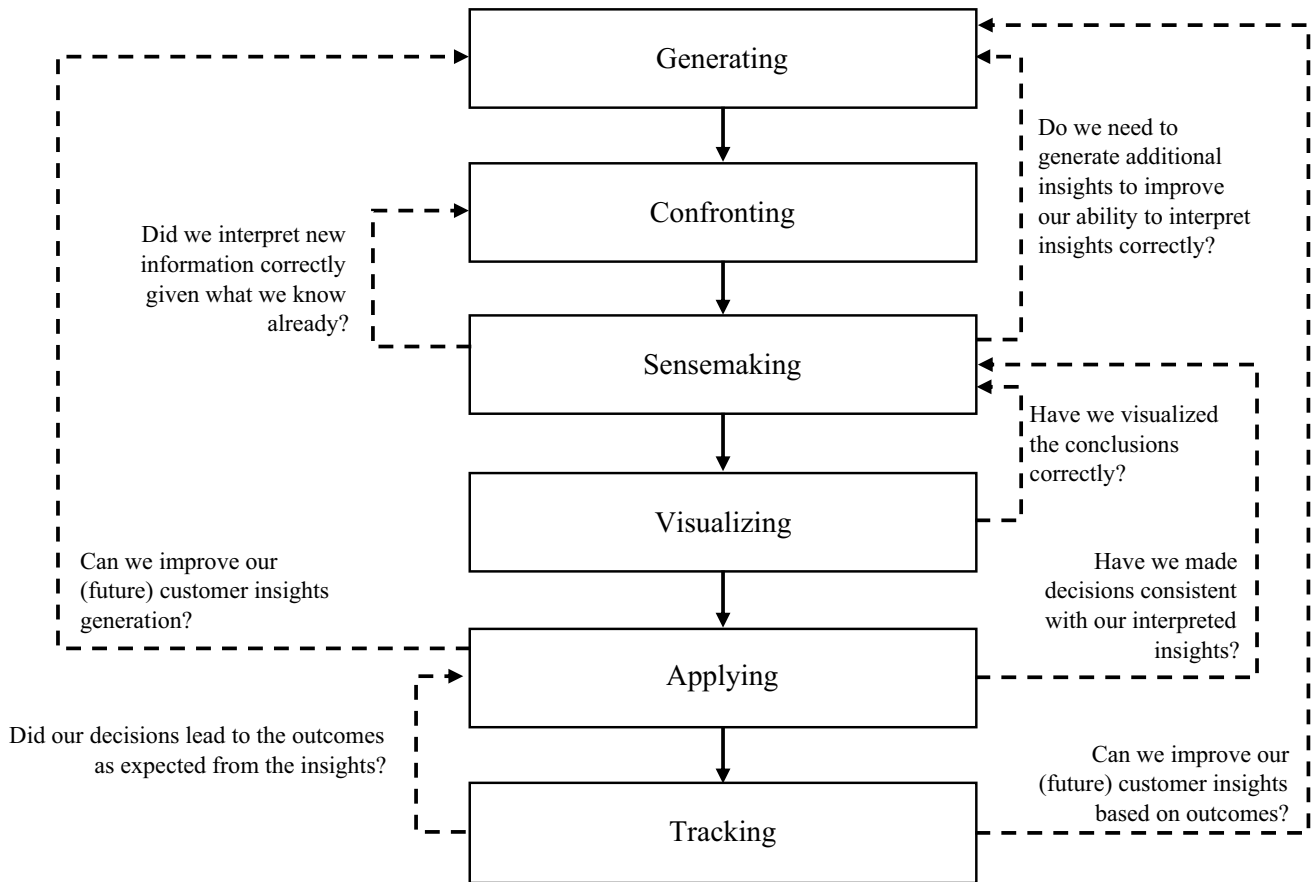 Generating
Do we need to
generate additional
insights to improve
our ability to interpret
insights correctly?
Confronting
Did we interpret new
information correctly
given what we know
already?
Sensemaking
Have we visualized
the conclusions
correctly?
Visualizing
Can we improve our
(future) customer insights
generation?
Have we made
decisions consistent
with our interpreted
insights?
Applying
Did our decisions lead to the outcomes
as expected from the insights?
Can we improve our
(future) customer insights
based on outcomes?
Tracking